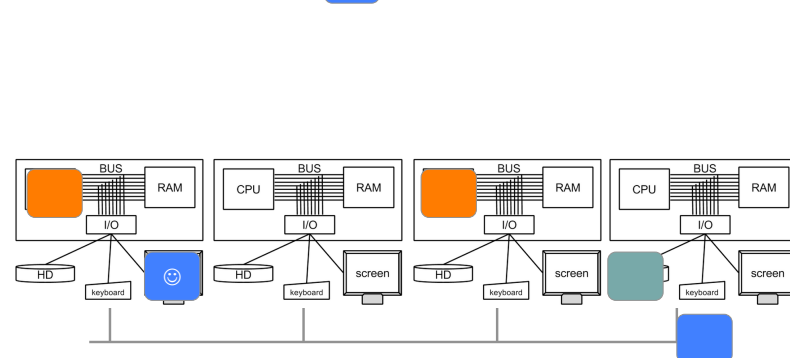 BUS BUS BUS BUS
RAM CPU RAM RAM CPU RAM
I/O I/O I/O I/O
HD HD screen HD screen screen
keyboard keyboard keyboard keyboard